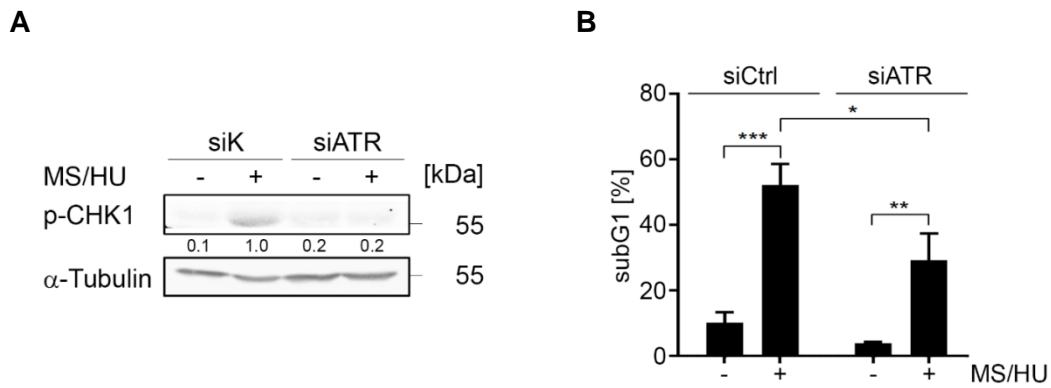 A
siK siATR
MS/HU - + - + [kDa]
p-CHK1 55
0.1 1.0 0.2 0.2
α-Tubulin 55
B
siCtrl siATR
80
60
40
20
0
subG1 [%]
***
*
**
- + - + MS/HU